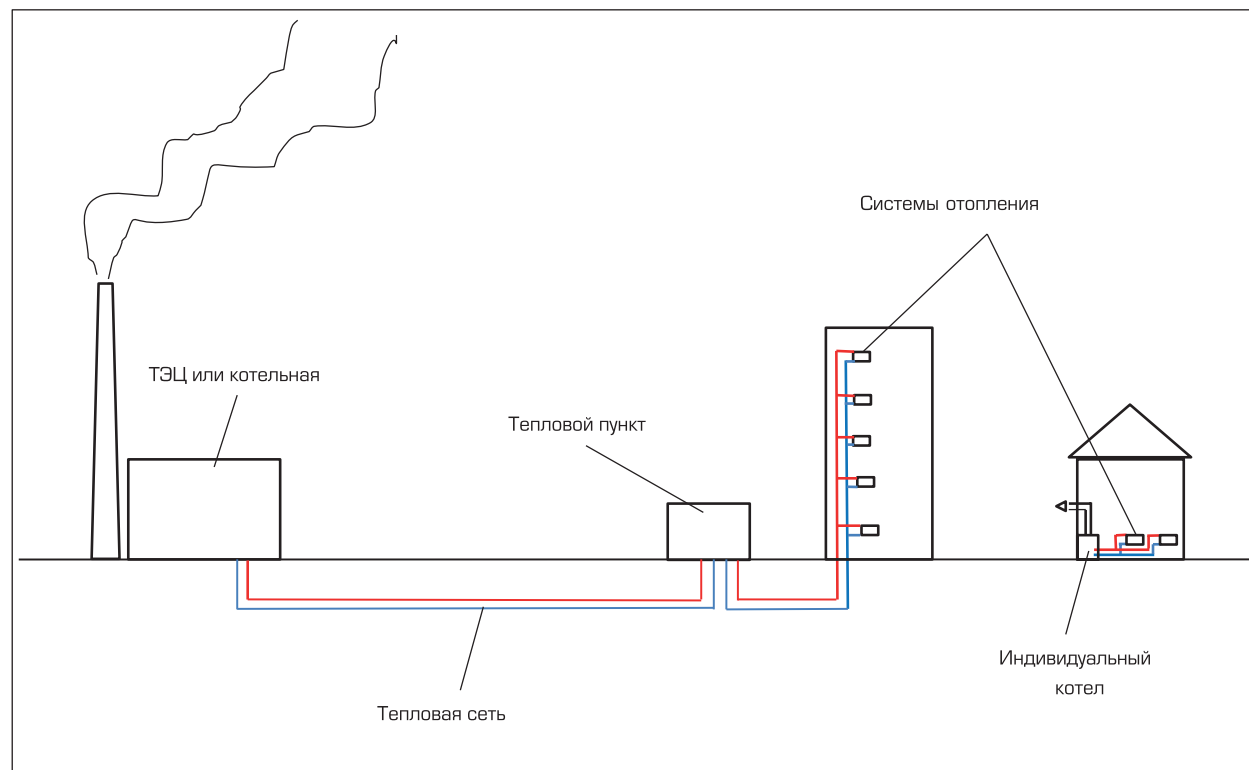 Системы отопления
ТЭЦ или котельная
Тепловой пункт
Индивидуальный
котел
Тепловая сеть